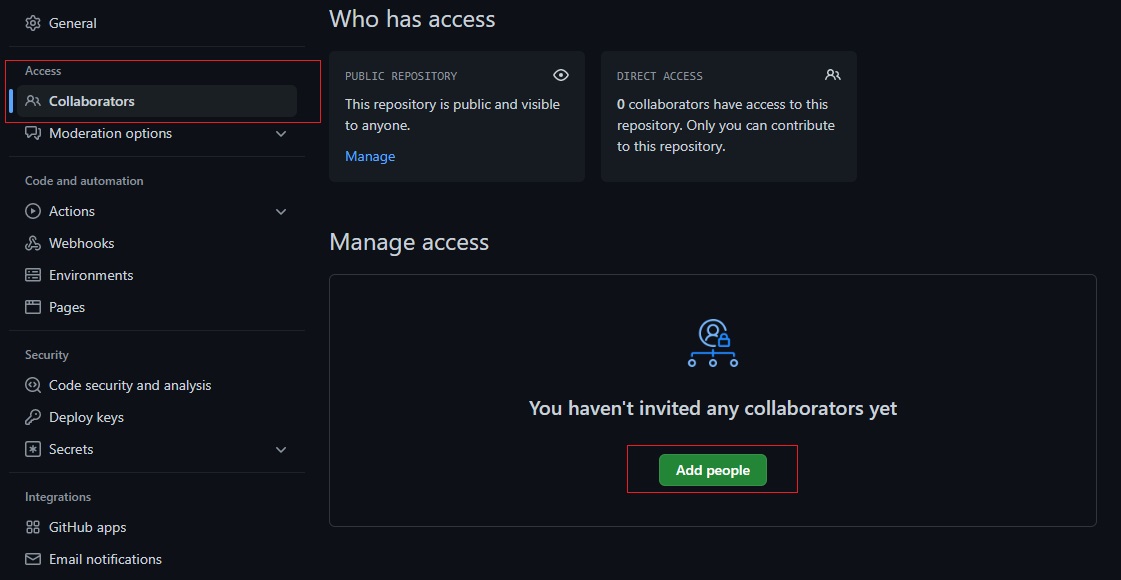 General
Access
Collaborators
Moderation options
Code and automation
Actions
Webhooks
Environments
Pages
Security
Code security and analysis
Deploy keys
Secrets
Integrations
GitHub apps
Email notifications
Who has access
PUBLIC REPOSITORY
This repository is public and visible
to anyone.
Manage
DIRECT ACCESS
0 collaborators have access to this
repository. Only you can contribute
to this repository.
Manage access
You haven't invited any collaborators yet
Add people